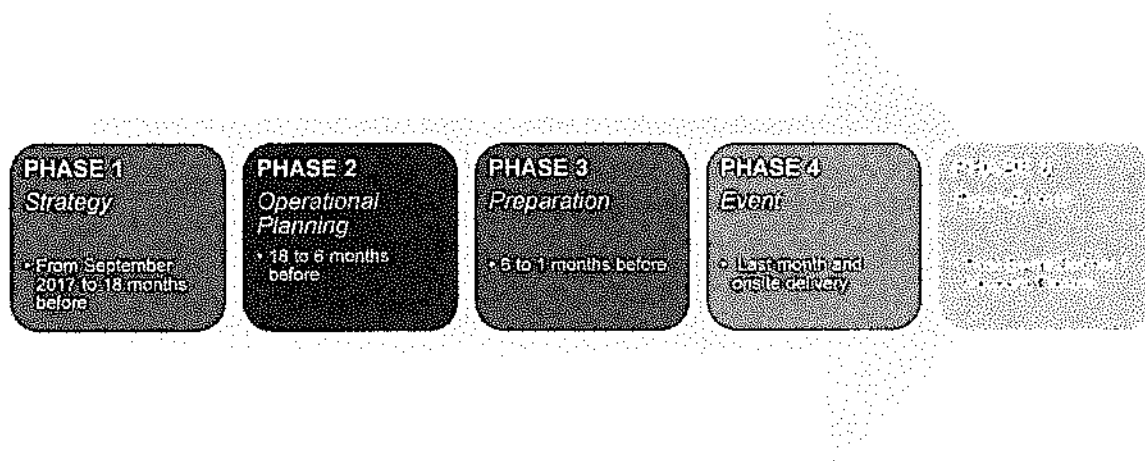 PHASE 1
Strategy
• From September
2017 to 18 months
before
PHASE 2
Operational
Planning
• 18 to 6 months
before
PHASE 3
Preparation
• 6 to 1 months before
PHASE 4
Event
• Last month and
onsite delivery